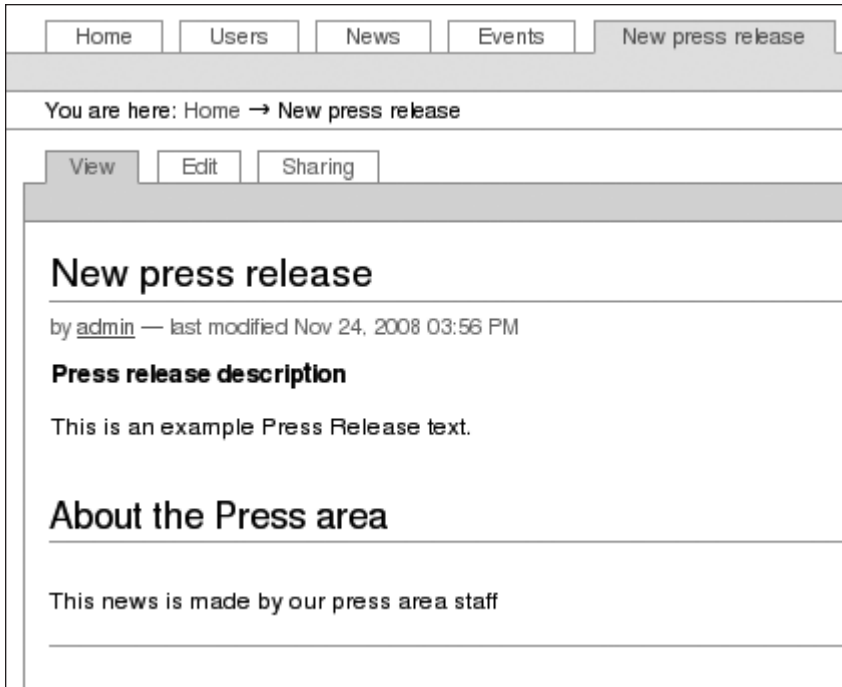 Home Users News Events New press release
You are here: Home → New press release
View Edit Sharing
New press release
by admin — last modified Nov 24, 2008 03:56 PM
Press release description
This is an example Press Release text.
About the Press area
This news is made by our press area staff